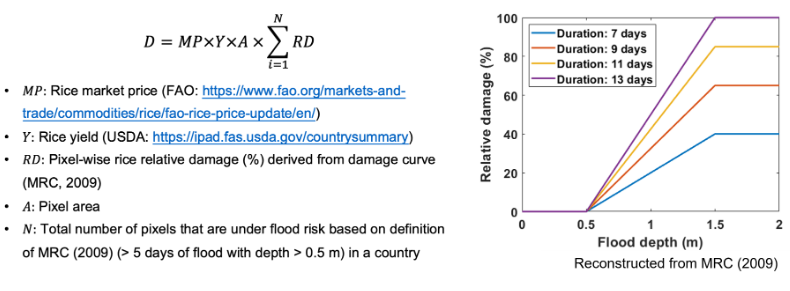 D = MP×Y×A × ∑ RD
N
i=1
• MP: Rice market price (FAO: https://www.fao.org/markets-and-
trade/commodities/rice/fao-rice-price-update/en/)
• Y: Rice yield (USDA: https://ipad.fas.usda.gov/countrysummary)
• RD: Pixel-wise rice relative damage (%) derived from damage curve
(MRC, 2009)
• A: Pixel area
• N: Total number of pixels that are under flood risk based on definition
of MRC (2009) (> 5 days of flood with depth > 0.5 m) in a country
Relative damage (%)
100
80
60
40
20
0
Duration: 7 days
Duration: 9 days
Duration: 11 days
Duration: 13 days
0 0.5 1 1.5 2
Flood depth (m)
Reconstructed from MRC (2009)